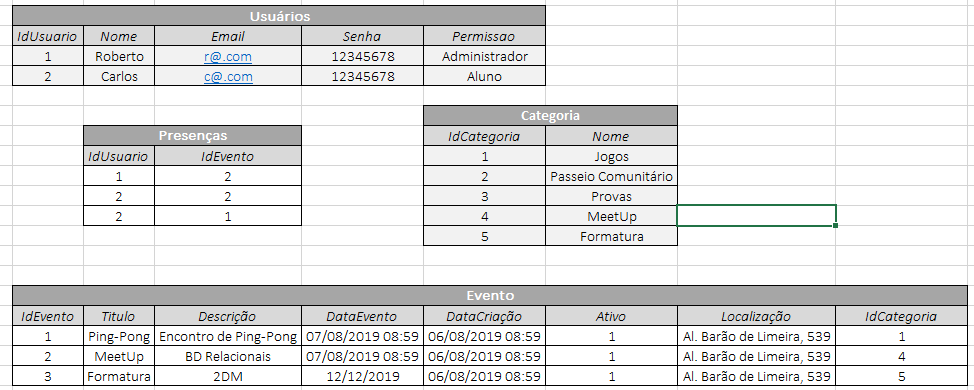 Usuários
IdUsuario Nome Email Senha Permissao
1 Roberto r@.com 12345678 Administrador
2 Carlos c@.com 12345678 Aluno
Categoria
IdCategoria Nome
1 Jogos
2 Passeio Comunitário
3 Provas
4 MeetUp
5 Formatura
Presenças
IdUsuario IdEvento
1 2
2 2
2 1
Evento
IdEvento Titulo Descrição DataEvento DataCriação Ativo Localização IdCategoria
1 Ping-Pong Encontro de Ping-Pong 07/08/2019 08:59 06/08/2019 08:59 1 Al. Barão de Limeira, 539 1
2 MeetUp BD Relacionais 07/08/2019 08:59 06/08/2019 08:59 1 Al. Barão de Limeira, 539 4
3 Formatura 2DM 12/12/2019 06/08/2019 08:59 1 Al. Barão de Limeira, 539 5